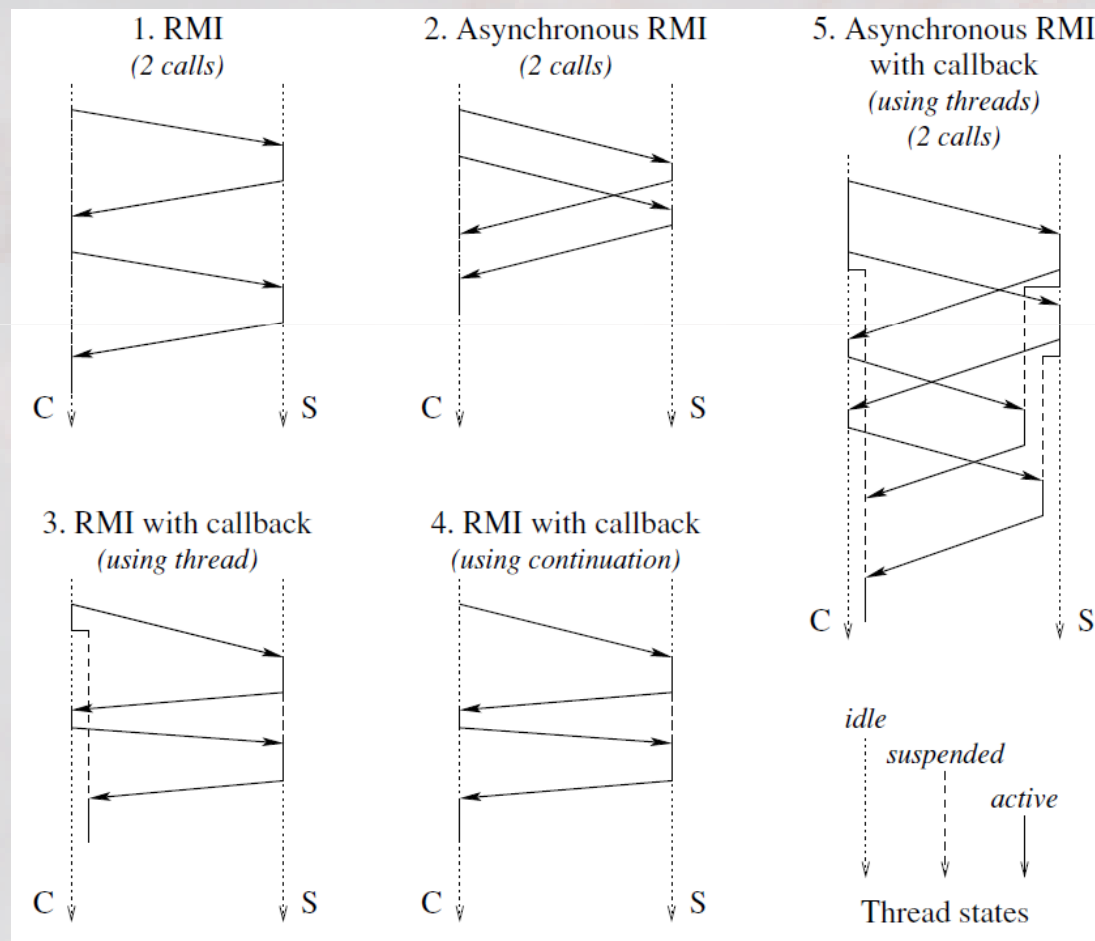 1. RMI
(2 calls)
C
S
2. Asynchronous RMI
(2 calls)
C
S
5. Asynchronous RMI
with callback
(using threads)
(2 calls)
C
S
3. RMI with callback
(using thread)
C
S
4. RMI with callback
(using continuation)
C
S
idle
suspended
active
Thread states